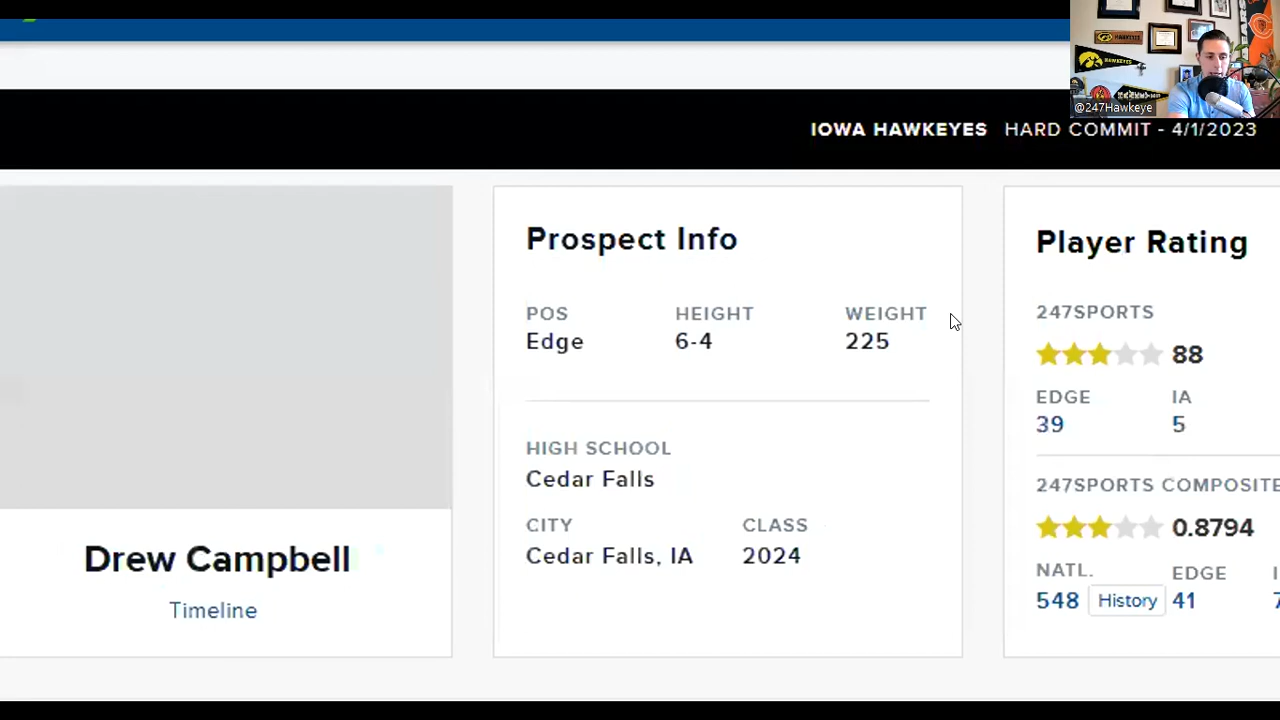 @247Hawkeye
IOWA HAWKEYES HARD COMMIT - 4/1/2023
Drew Campbell
Timeline
Prospect Info
POS HEIGHT WEIGHT
Edge 6-4 225
HIGH SCHOOL
Cedar Falls
CITY CLASS
Cedar Falls, IA 2024
Player Rating
247SPORTS
88
EDGE IA
39 5
247SPORTS COMPOSITE
0.8794
NATL. EDGE
548 History 41